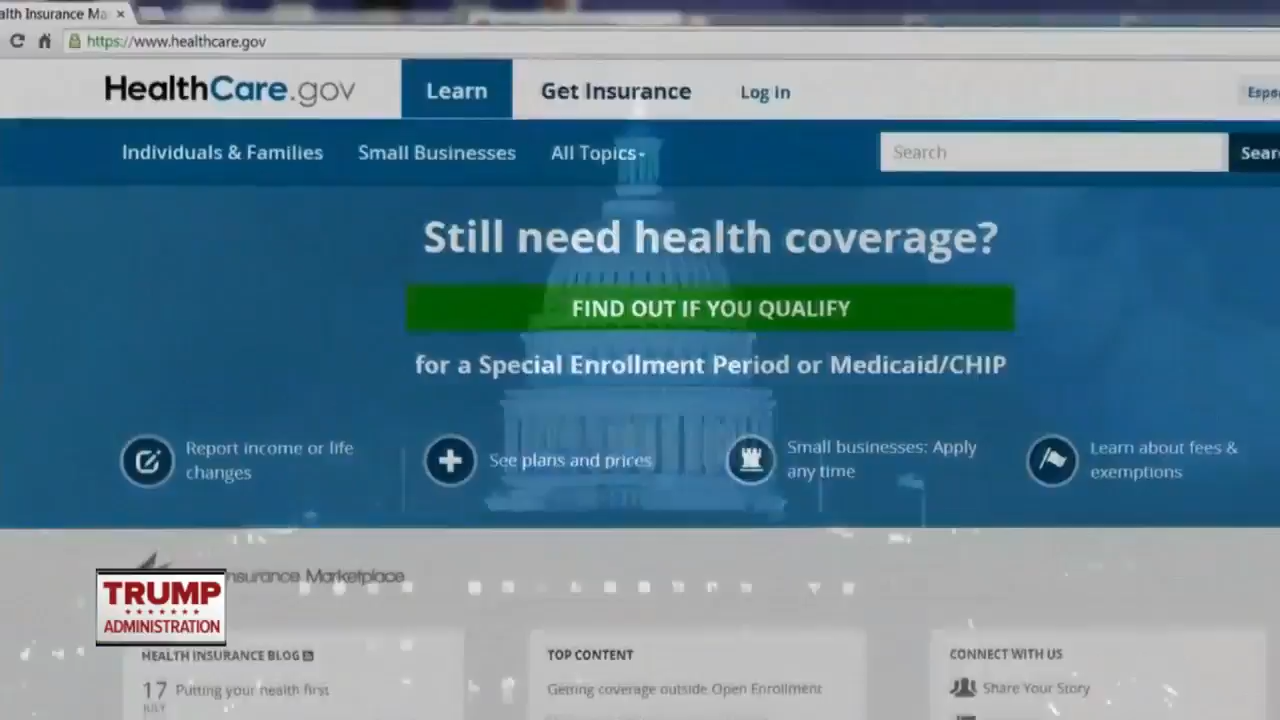 alth Insurance Ma
https://www.healthcare.gov
HealthCare.gov
Learn
Get Insurance
Log in
Espa
Individuals & Families
Small Businesses
All Topics
Search
Sear
Still need health coverage?
FIND OUT IF YOU QUALIFY
for a Special Enrollment Period or Medicaid/CHIP
Report income or life
changes
See plans and prices
Small businesses: Apply
any time
Learn about fees &
exemptions
nsurance Marketplace
TRUMP
ADMINISTRATION
HEALTH INSURANCE BLOG
TOP CONTENT
CONNECT WITH US
17 Putting your health first
JULY
Getting coverage outside Open Enrollment
Share Your Story